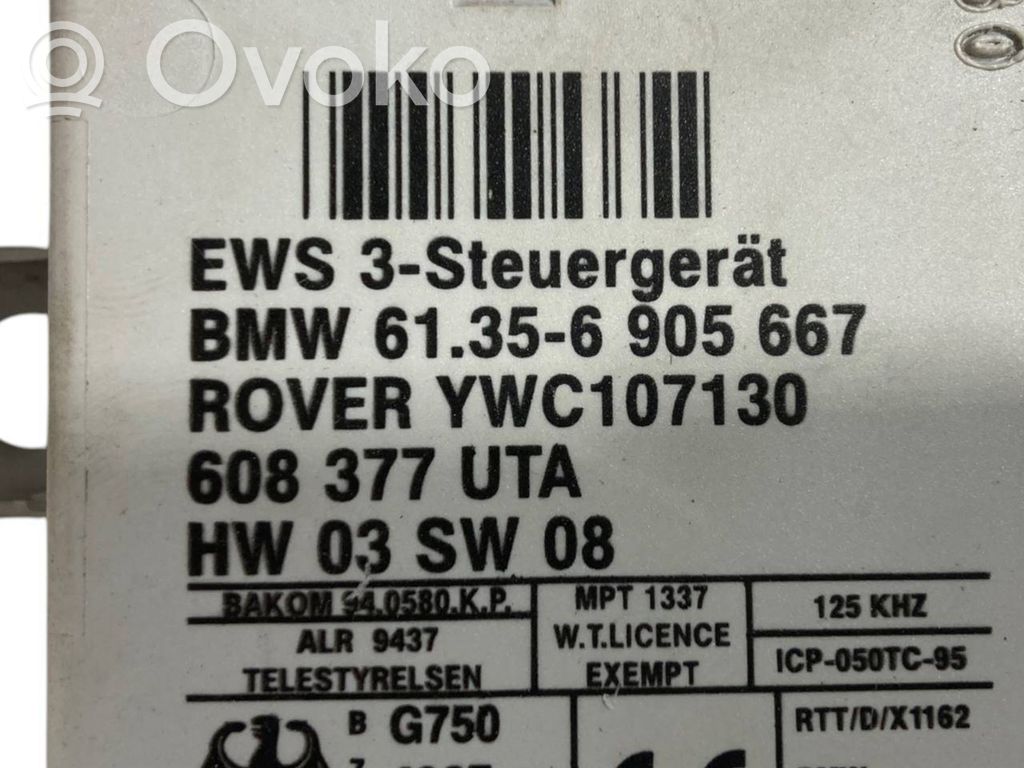 Ovoko
EWS 3-Steuergerät
BMW 61.35-6 905 667
ROVER YWC107130
608 377 UTA
HW 03 SW 08
BAKOM 94.0580.K.P.
ALR 9437
TELESTYRELSEN
MPT 1337
W.T.LICENCE
EXEMPT
125 KHZ
ICP-050TC-95
B
G750
RTT/D/X1162